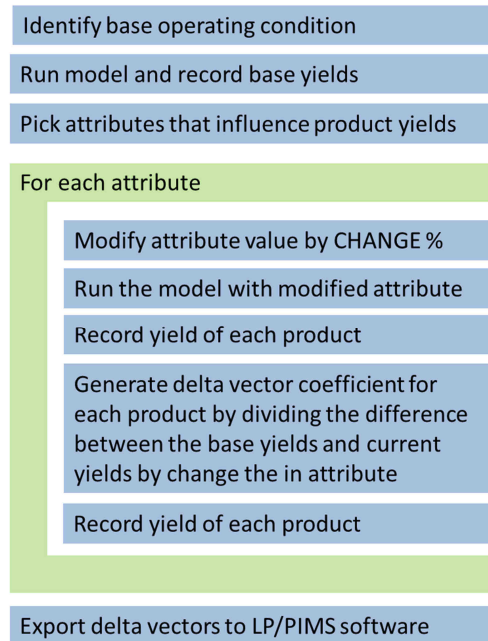 Identify base operating condition
Run model and record base yields
Pick attributes that influence product yields
For each attribute
Modify attribute value by CHANGE %
Run the model with modified attribute
Record yield of each product
Generate delta vector coefficient for
each product by dividing the difference
between the base yields and current
yields by change the in attribute
Record yield of each product
Export delta vectors to LP/PIMS software